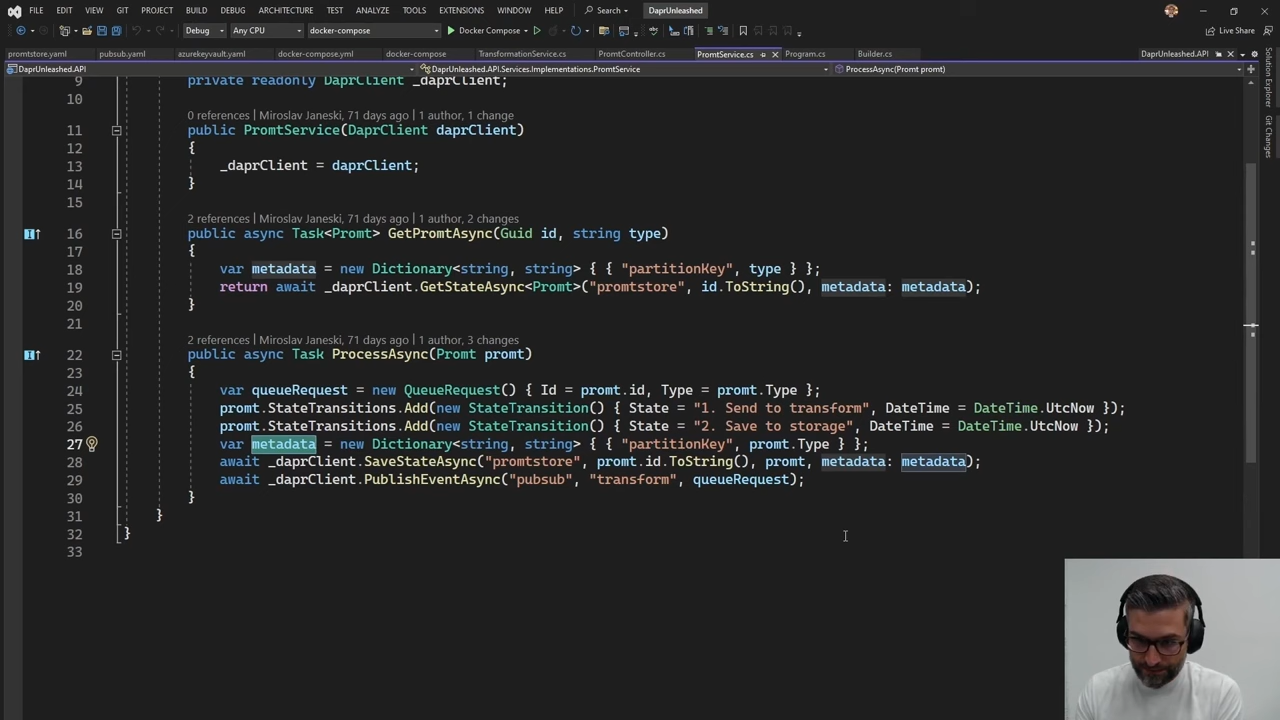 FILE EDIT VIEW GIT PROJECT BUILD DEBUG ARCHITECTURE TEST ANALYZE TOOLS EXTENSIONS WINDOW HELP Search DaprUnleashed
Debug Any CPU docker-compose Docker Compose Live Share
promtstore.yaml pubsub.yaml azurekeyvault.yaml docker-compose.yml docker-compose TransformationService.cs PromtController.cs PromtService.cs Program.cs Builder.cs DaprUnleashed.API
DaprUnleashed.API DaprUnleashed.API.Services.Implementations.PromtService ProcessAsync(Promt promt)
9 private readonly DaprClient _daprClient;
10
0 references | Miroslav Janeski, 71 days ago | 1 author, 1 change
11 public PromtService(DaprClient daprClient)
12 {
13 _daprClient = daprClient;
14 }
15
2 references | Miroslav Janeski, 71 days ago | 1 author, 2 changes
16 public async Task<Promt> GetPromtAsync(Guid id, string type)
17 {
18 var metadata = new Dictionary<string, string> { { "partitionKey", type } };
19 return await _daprClient.GetStateAsync<Promt>("promtstore", id.ToString(), metadata: metadata);
20 }
21
2 references | Miroslav Janeski, 71 days ago | 1 author, 3 changes
22 public async Task ProcessAsync(Promt promt)
23 {
24 var queueRequest = new QueueRequest() { Id = promt.id, Type = promt.Type };
25 promt.StateTransitions.Add(new StateTransition() { State = "1. Send to transform", DateTime = DateTime.UtcNow });
26 promt.StateTransitions.Add(new StateTransition() { State = "2. Save to storage", DateTime = DateTime.UtcNow });
27 var metadata = new Dictionary<string, string> { { "partitionKey", promt.Type } };
28 await _daprClient.SaveStateAsync("promtstore", promt.id.ToString(), promt, metadata: metadata);
29 await _daprClient.PublishEventAsync("pubsub", "transform", queueRequest);
30 }
31 }
32 }
33
Solution Explorer
Git Changes